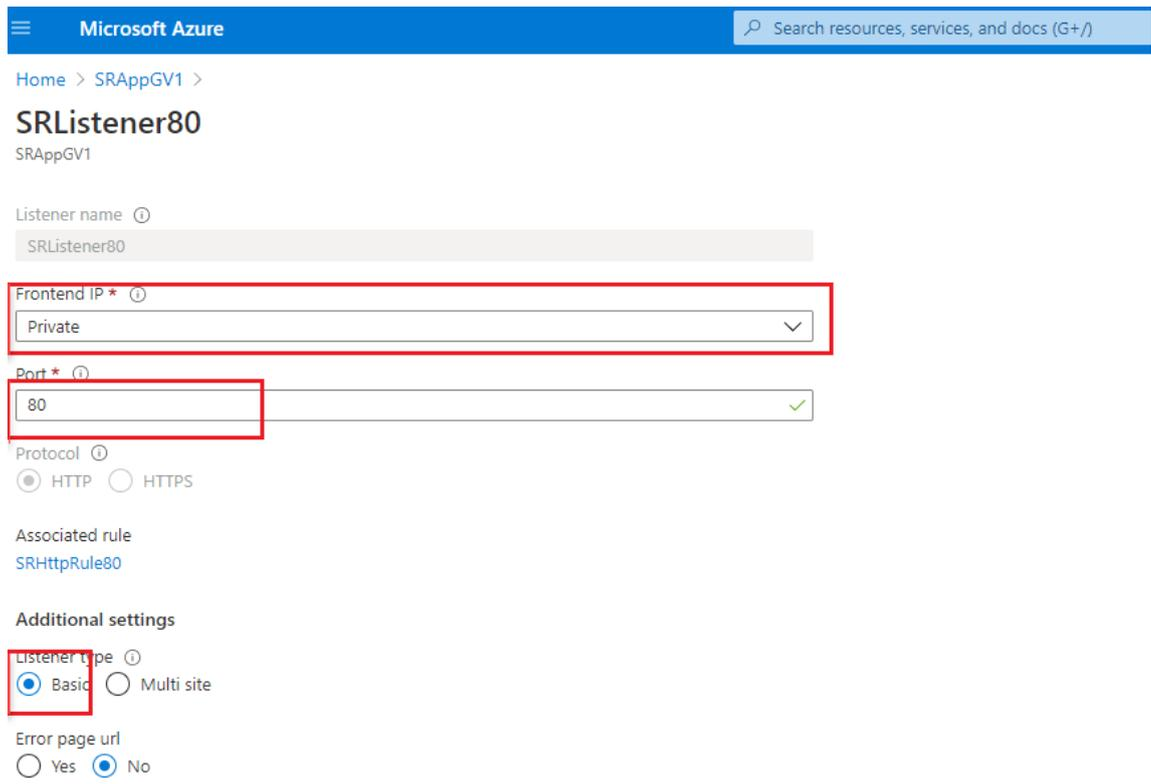 Microsoft Azure Search resources, services, and docs (G+/)
Home > SRAppGV1 >
SRListener80
SRAppGV1
Listener name
SRListener80
Frontend IP *
Private
Port *
80
Protocol
HTTP HTTPS
Associated rule
SRHttpRule80
Additional settings
Listener type
Basic Multi site
Error page url
Yes No